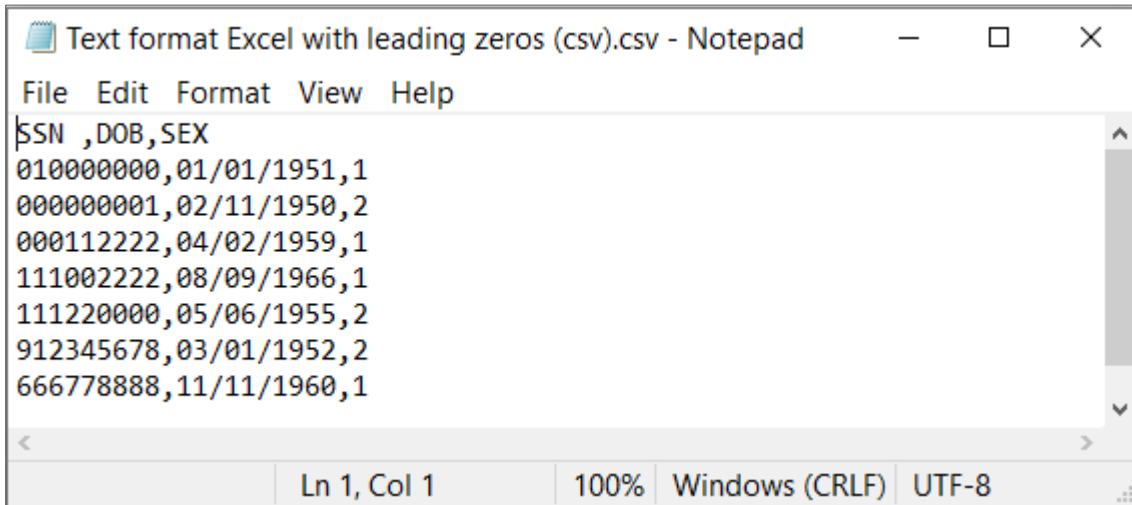 Text format Excel with leading zeros (csv).csv - Notepad
File Edit Format View Help
SSN ,DOB,SEX
010000000,01/01/1951,1
000000001,02/11/1950,2
000112222,04/02/1959,1
111002222,08/09/1966,1
111220000,05/06/1955,2
912345678,03/01/1952,2
666778888,11/11/1960,1
Ln 1, Col 1 100% Windows (CRLF) UTF-8